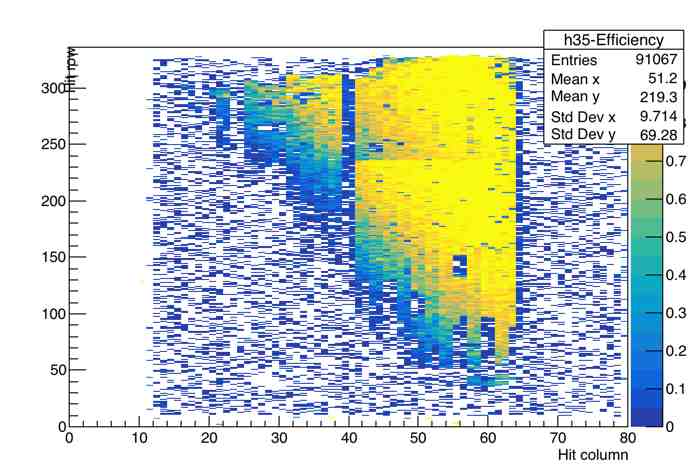 h35-Efficiency
Entries 91067
Mean x 51.2
Mean y 219.3
Std Dev x 9.714
Std Dev y 69.28
300
250
200
150
100
50
0
0.7
0.6
0.5
0.4
0.3
0.2
0.1
0
0 10 20 30 40 50 60 70 80
Hit column